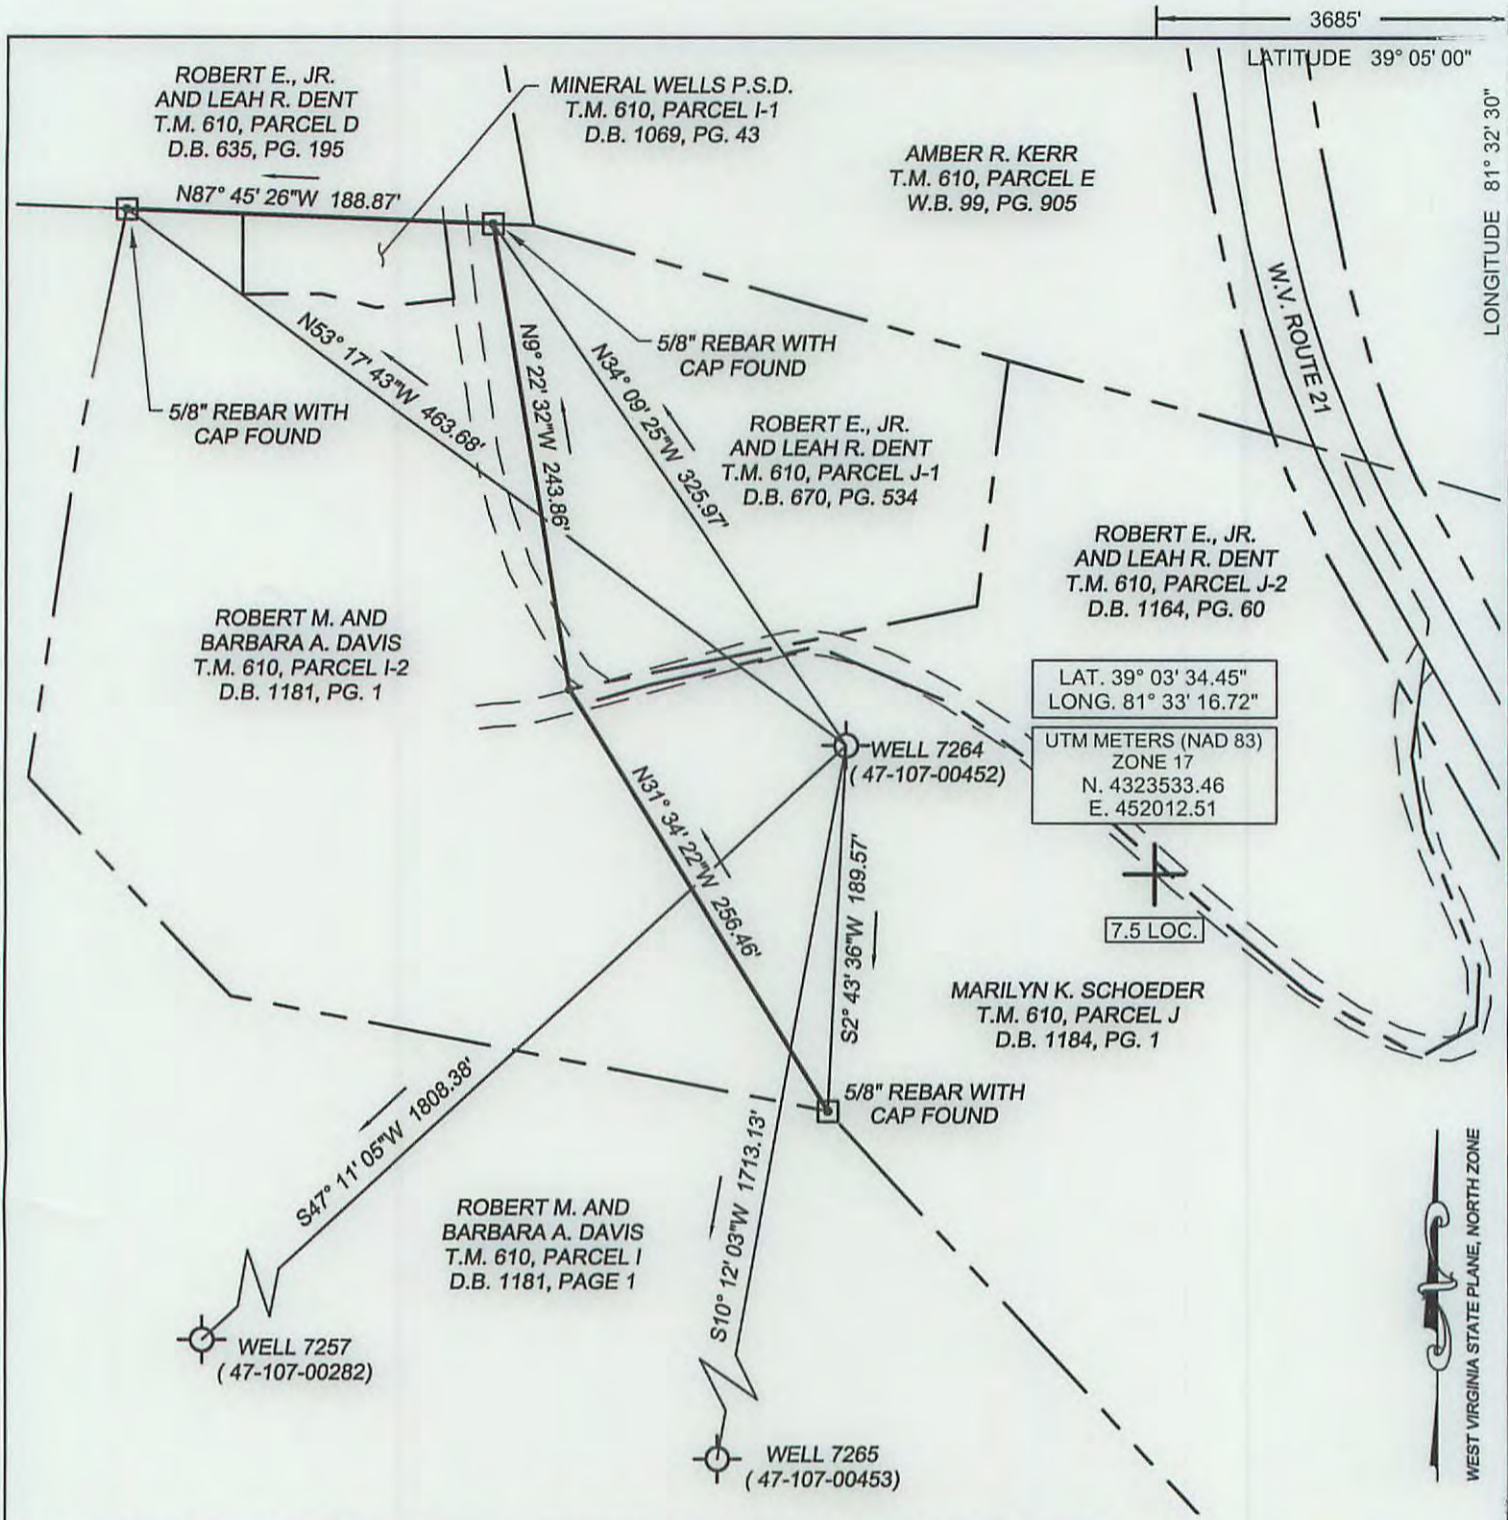 3685'
LATITUDE 39° 05' 00"
LONGITUDE 81° 32' 30"
ROBERT E., JR.
AND LEAH R. DENT
T.M. 610, PARCEL D
D.B. 635, PG. 195
MINERAL WELLS P.S.D.
T.M. 610, PARCEL I-1
D.B. 1069, PG. 43
AMBER R. KERR
T.M. 610, PARCEL E
W.B. 99, PG. 905
N87° 45' 26"W 188.87'
W.V. ROUTE 21
5/8" REBAR WITH
CAP FOUND
N53° 17' 43"W 463.68'
N9° 22' 32"W 243.86'
N34° 09' 25"W 325.97'
5/8" REBAR WITH
CAP FOUND
ROBERT E., JR.
AND LEAH R. DENT
T.M. 610, PARCEL J-1
D.B. 670, PG. 534
ROBERT E., JR.
AND LEAH R. DENT
T.M. 610, PARCEL J-2
D.B. 1164, PG. 60
ROBERT M. AND
BARBARA A. DAVIS
T.M. 610, PARCEL I-2
D.B. 1181, PG. 1
LAT. 39° 03' 34.45"
LONG. 81° 33' 16.72"
UTM METERS (NAD 83)
ZONE 17
N. 4323533.46
E. 452012.51
WELL 7264
( 47-107-00452)
N31° 34' 22"W 256.46'
S2° 43' 36"W 189.57'
7.5 LOC.
MARILYN K. SCHOEDER
T.M. 610, PARCEL J
D.B. 1184, PG. 1
5/8" REBAR WITH
CAP FOUND
S47° 11' 05"W 1808.38'
S10° 12' 03"W 1713.13'
ROBERT M. AND
BARBARA A. DAVIS
T.M. 610, PARCEL I
D.B. 1181, PAGE 1
WELL 7257
( 47-107-00282)
WELL 7265
( 47-107-00453)
WEST VIRGINIA STATE PLANE, NORTH ZONE